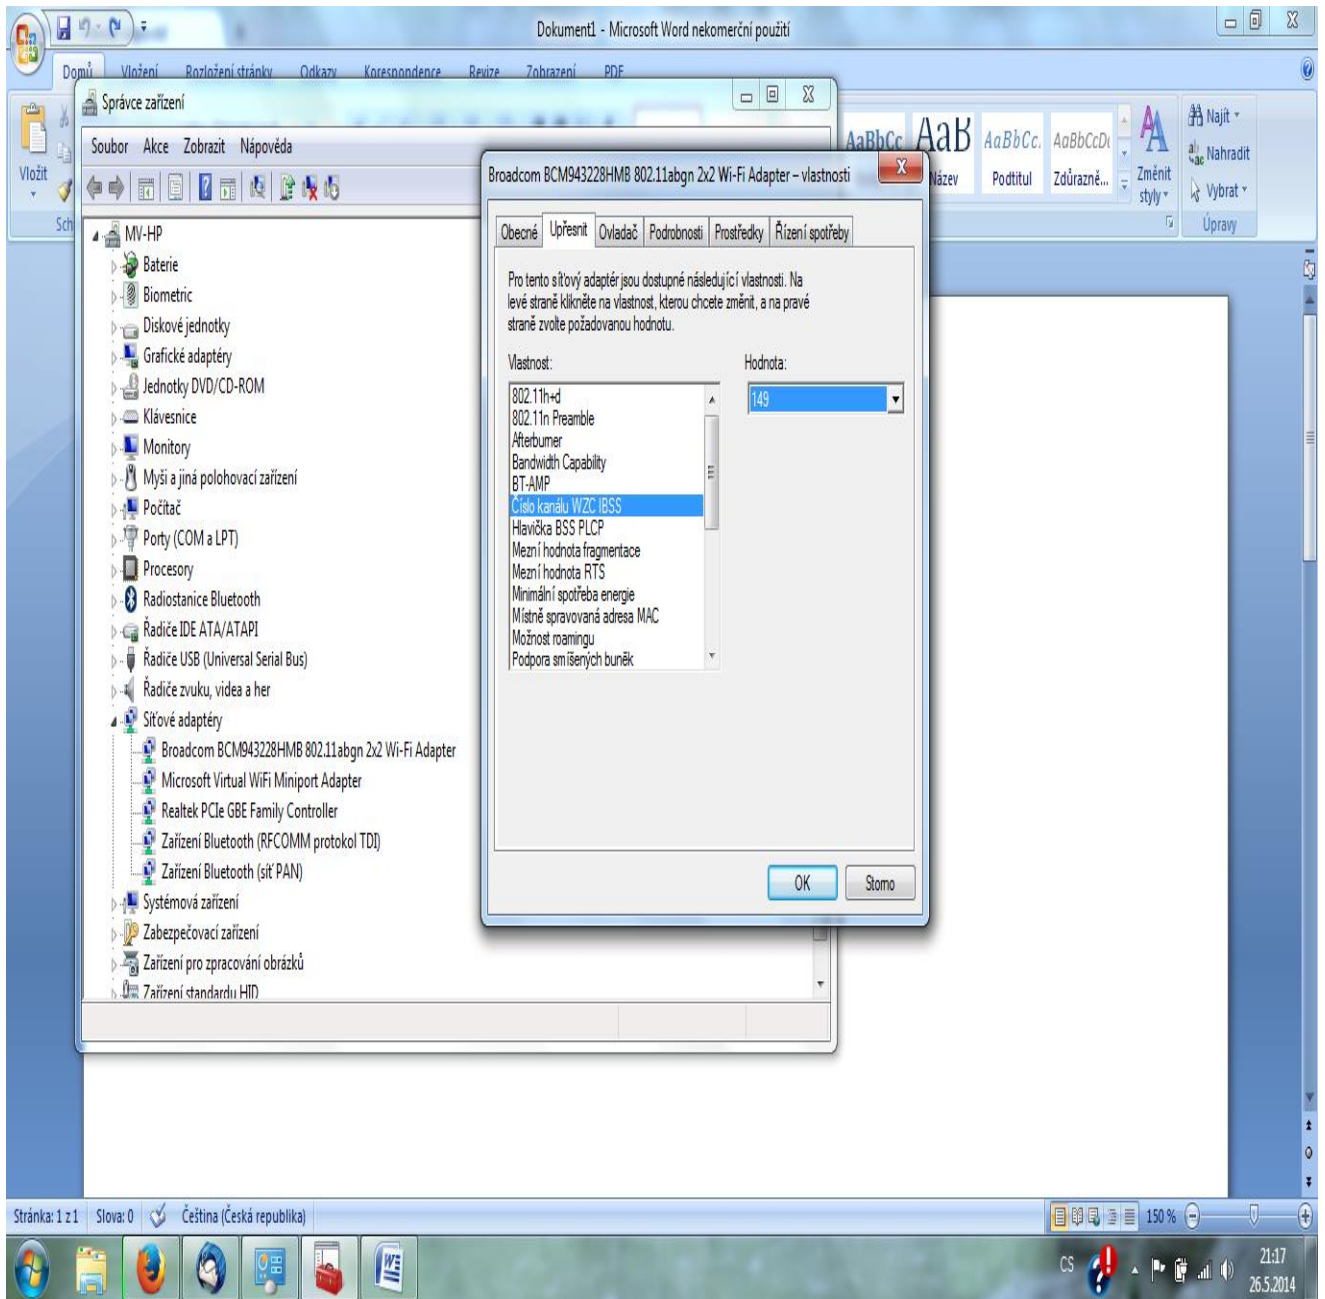 Dokument1 - Microsoft Word nekomerční použití
Domů Vložení Rozložení stránky Odkazy Korespondence Revize Zobrazení PDF
Vložit
Sch
AaBbCc AaB AaBbCc. AaBbCcDt
Název Podtitul Zdůrazně...
Změnit
styly
Najít
Nahradit
Vybrat
Úpravy
Správce zařízení
Soubor Akce Zobrazit Nápověda
MV-HP
Baterie
Biometric
Diskové jednotky
Grafické adaptéry
Jednotky DVD/CD-ROM
Klávesnice
Monitory
Myši a jiná polohovací zařízení
Počítač
Porty (COM a LPT)
Procesory
Radiostanice Bluetooth
Řadiče IDE ATA/ATAPI
Řadiče USB (Universal Serial Bus)
Řadiče zvuku, videa a her
Síťové adaptéry
Broadcom BCM943228HMB 802.11abgn 2x2 Wi-Fi Adapter
Microsoft Virtual WiFi Miniport Adapter
Realtek PCIe GBE Family Controller
Zařízení Bluetooth (RFCOMM protokol TDI)
Zařízení Bluetooth (síť PAN)
Systémová zařízení
Zabezpečovací zařízení
Zařízení pro zpracování obrázků
Zařízení standardu HID
Broadcom BCM943228HMB 802.11abgn 2x2 Wi-Fi Adapter – vlastnosti
Obecné Upřesnit Ovladač Podrobnosti Prostředky Řízení spotřeby
Pro tento síťový adaptér jsou dostupné následující vlastnosti. Na
levé straně klikněte na vlastnost, kterou chcete změnit, a na pravé
straně zvolte požadovanou hodnotu.
Vlastnost:
802.11h+d
802.11n Preamble
Afterburner
Bandwidth Capability
BT-AMP
Číslo kanálu WZC IBSS
Hlavička BSS PLCP
Mezní hodnota fragmentace
Mezní hodnota RTS
Minimální spotřeba energie
Místně spravovaná adresa MAC
Možnost roamingu
Podpora smíšených buněk
Hodnota:
149
OK Storno
Stránka: 1 z 1 Slova: 0 Čeština (Česká republika) 150 %
CS
21:17
26.5.2014